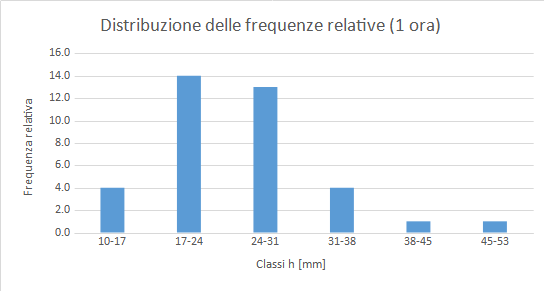 Distribuzione delle frequenze relative (1 ora)
Frequenza relativa
16.0
14.0
12.0
10.0
8.0
6.0
4.0
2.0
0.0
10-17 17-24 24-31 31-38 38-45 45-53
Classi h [mm]